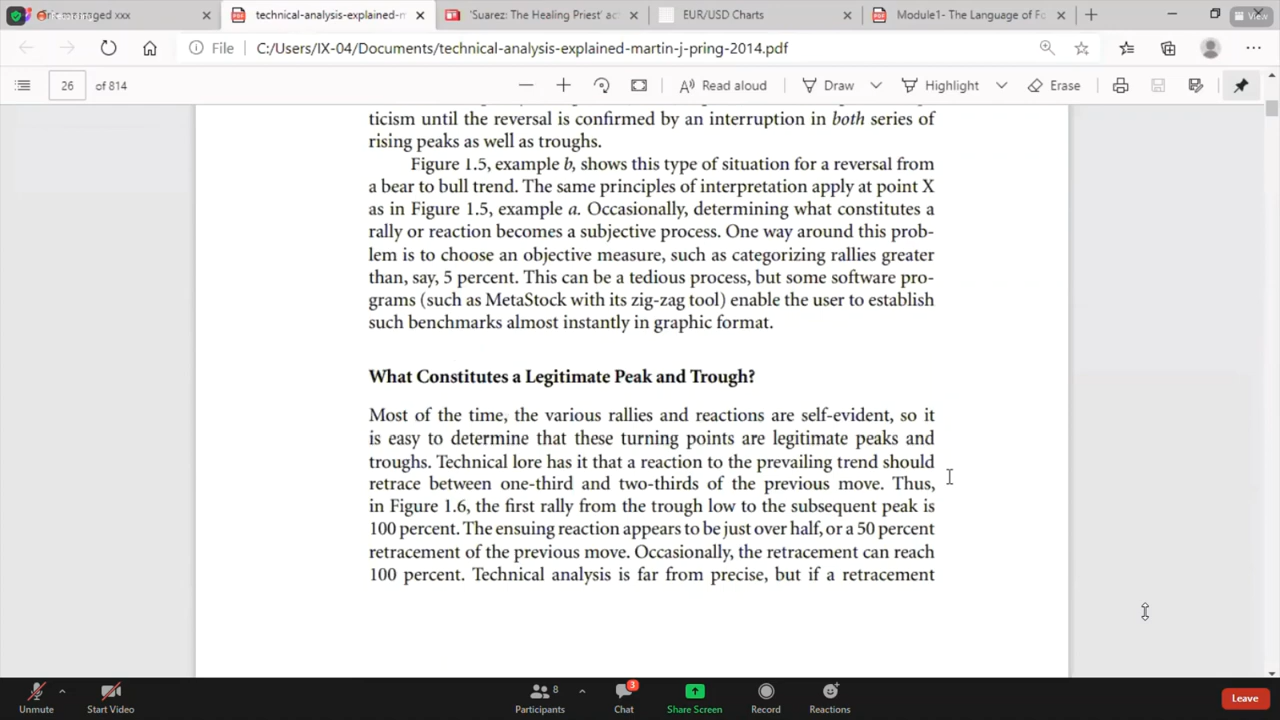 naged xxx
technical-analysis-explained-m
'Suarez: The Healing Priest' act
EUR/USD Charts
Module1- The Language of Fo
View
File
C:/Users/IX-04/Documents/technical-analysis-explained-martin-j-pring-2014.pdf
26 of 814
Read aloud
Draw
Highlight
Erase
ticism until the reversal is confirmed by an interruption in both series of
rising peaks as well as troughs.
Figure 1.5, example b, shows this type of situation for a reversal from
a bear to bull trend. The same principles of interpretation apply at point X
as in Figure 1.5, example a. Occasionally, determining what constitutes a
rally or reaction becomes a subjective process. One way around this prob-
lem is to choose an objective measure, such as categorizing rallies greater
than, say, 5 percent. This can be a tedious process, but some software pro-
grams (such as MetaStock with its zig-zag tool) enable the user to establish
such benchmarks almost instantly in graphic format.
What Constitutes a Legitimate Peak and Trough?
Most of the time, the various rallies and reactions are self-evident, so it
is easy to determine that these turning points are legitimate peaks and
troughs. Technical lore has it that a reaction to the prevailing trend should
retrace between one-third and two-thirds of the previous move. Thus,
in Figure 1.6, the first rally from the trough low to the subsequent peak is
100 percent. The ensuing reaction appears to be just over half, or a 50 percent
retracement of the previous move. Occasionally, the retracement can reach
100 percent. Technical analysis is far from precise, but if a retracement
Unmute
Start Video
8
Participants
3
Chat
Share Screen
Record
Reactions
Leave